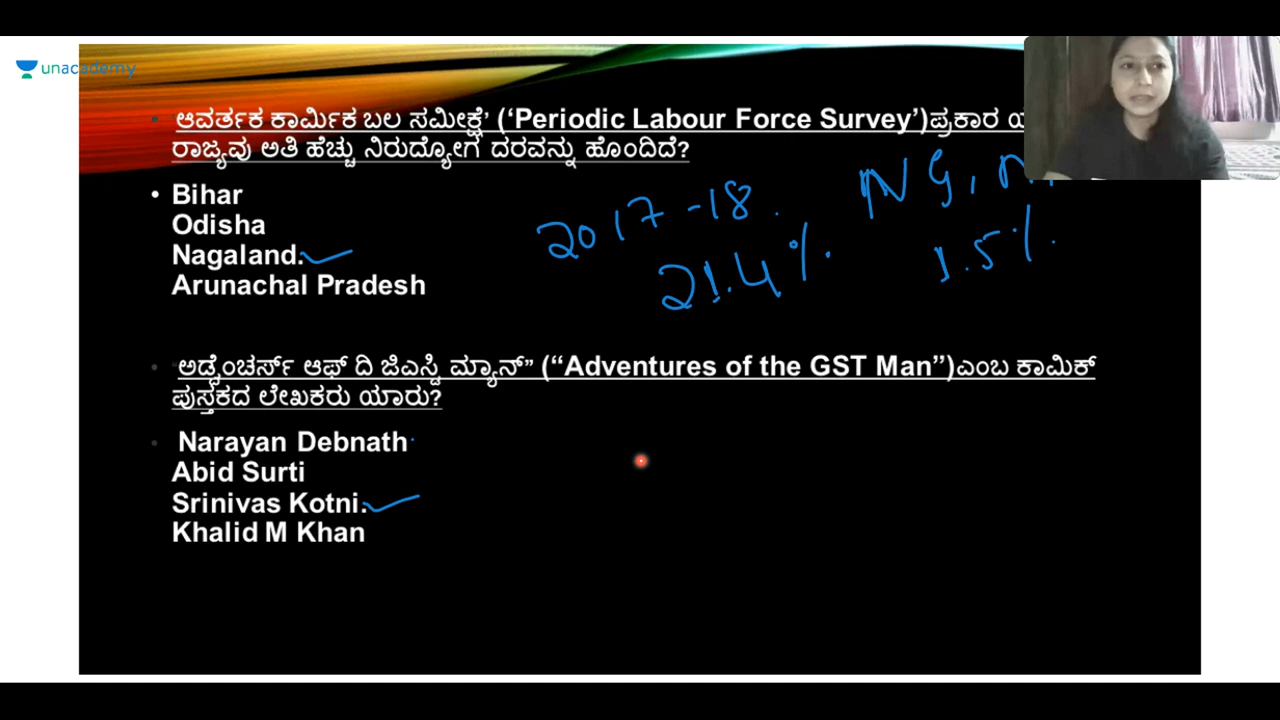 unacademy
ಆವರ್ತಕ ಕಾರ್ಮಿಕ ಬಲ ಸಮೀಕ್ಷೆ' ('Periodic Labour Force Survey')ಪ್ರಕಾರ
ರಾಜ್ಯವು ಅತಿ ಹೆಚ್ಚು ನಿರುದ್ಯೋಗ ದರವನ್ನು ಹೊಂದಿದೆ?
• Bihar
Odisha
Nagaland.
Arunachal Pradesh
2017-18.
21.4%.
NG,
1.5%.
• "ಅಡ್ವೆಂಚರ್ಸ್ ಆಫ್ ದಿ ಜಿಎಸ್ಟಿ ಮ್ಯಾನ್" ("Adventures of the GST Man")ಎಂಬ ಕಾಮಿಕ್
ಪುಸ್ತಕದ ಲೇಖಕರು ಯಾರು?
• Narayan Debnath
Abid Surti
Srinivas Kotni.
Khalid M Khan